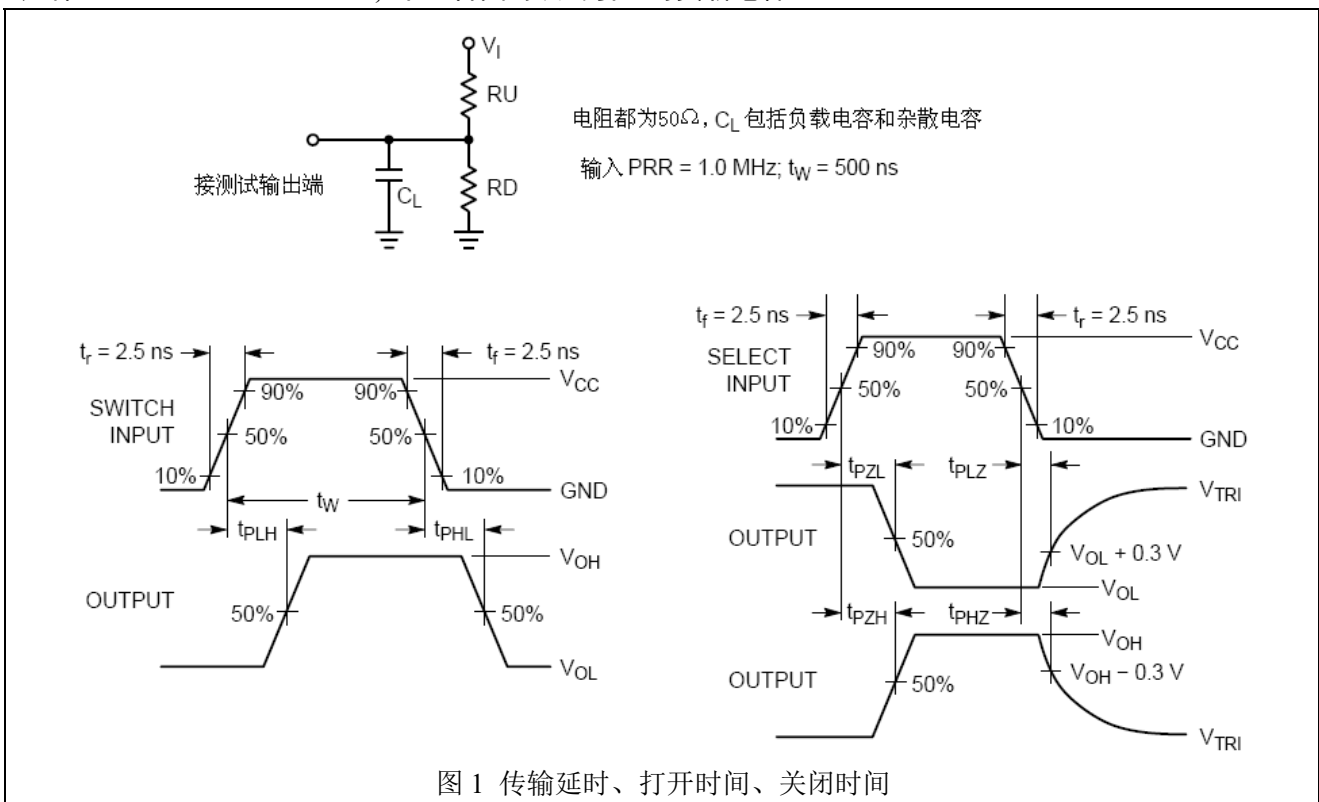 V_I
RU
电阻都为50Ω, C_L 包括负载电容和杂散电容
接测试输出端
C_L
RD
输入 PRR = 1.0 MHz; t_W = 500 ns
t_r = 2.5 ns
t_f = 2.5 ns
V_CC
SWITCH
INPUT
90%
90%
50%
50%
10%
10%
GND
t_W
t_PLH
t_PHL
V_OH
OUTPUT
50%
50%
V_OL
t_f = 2.5 ns
t_r = 2.5 ns
V_CC
SELECT
INPUT
90%
90%
50%
50%
10%
10%
GND
t_PZL
t_PLZ
V_TRI
OUTPUT
50%
V_OL + 0.3 V
V_OL
t_PZH
t_PHZ
V_OH
OUTPUT
50%
V_OH − 0.3 V
V_TRI
图 1 传输延时、打开时间、关闭时间